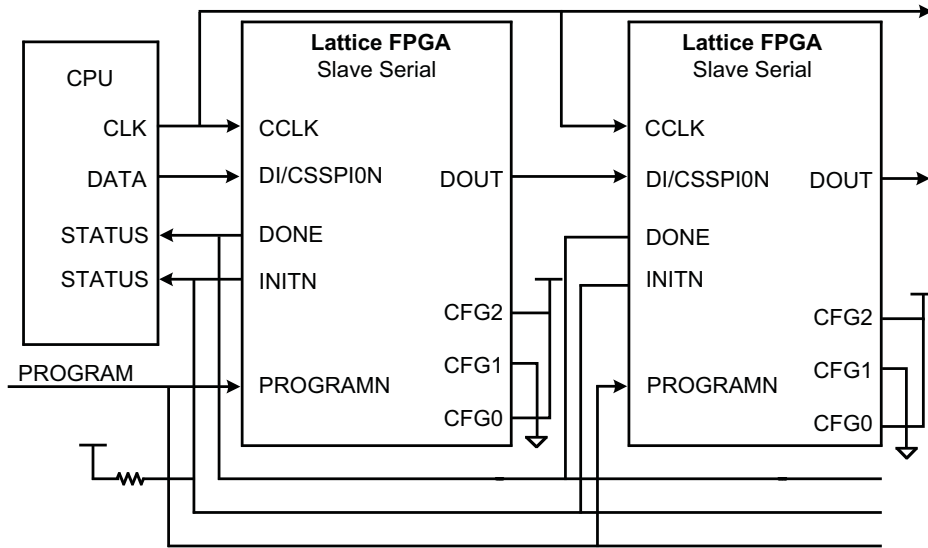 CPU
CLK
DATA
STATUS
STATUS
PROGRAM
Lattice FPGA
Slave Serial
CCLK
DI/CSSPI0N
DOUT
DONE
INITN
CFG2
CFG1
PROGRAMN
CFG0
Lattice FPGA
Slave Serial
CCLK
DI/CSSPI0N
DOUT
DONE
INITN
CFG2
CFG1
PROGRAMN
CFG0